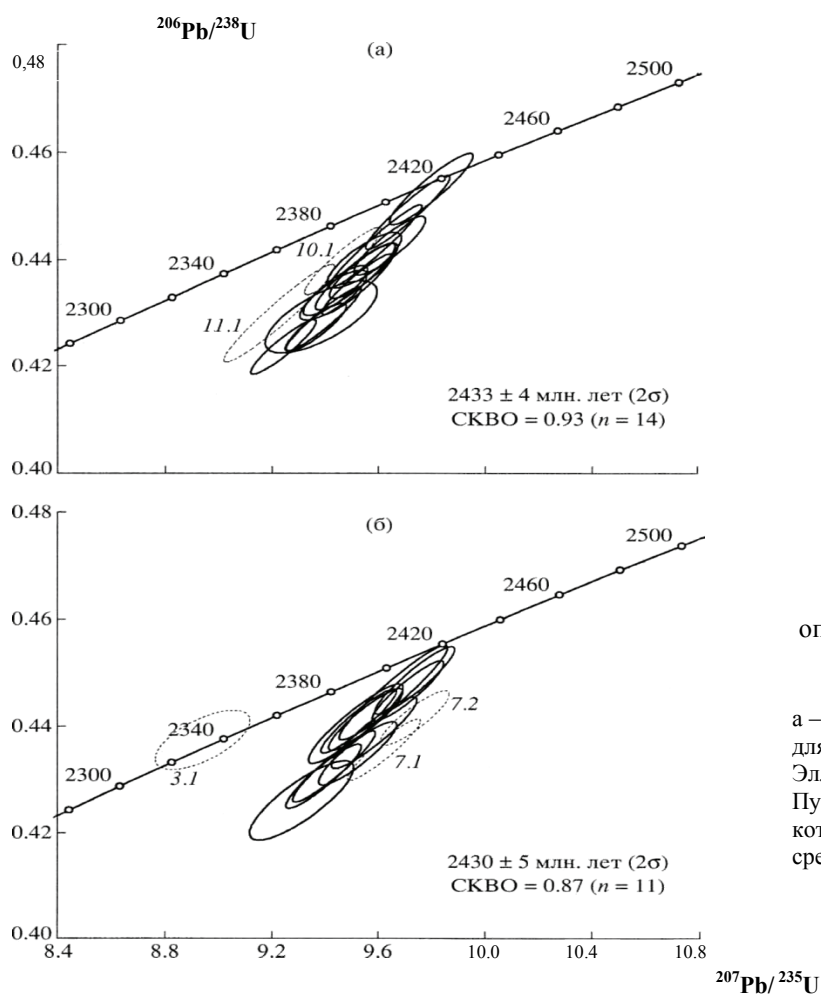 206Pb/238U
(а)
0,48
2500
2460
0.46
2420
2380
0.44
10.1
2340
2300
11.1
0.42
2433 ± 4 млн. лет (2σ)
СКВО = 0.93 (n = 14)
0.40
0.48
(б)
2500
2460
0.46
2420
2380
7.2
0.44
2340
7.1
2300
3.1
0.42
2430 ± 5 млн. лет (2σ)
СКВО = 0.87 (n = 11)
0.40
8.4 8.8 9.2 9.6 10.0 10.4 10.8
207Pb/ 235U
а –
для
Пу
кот
сре